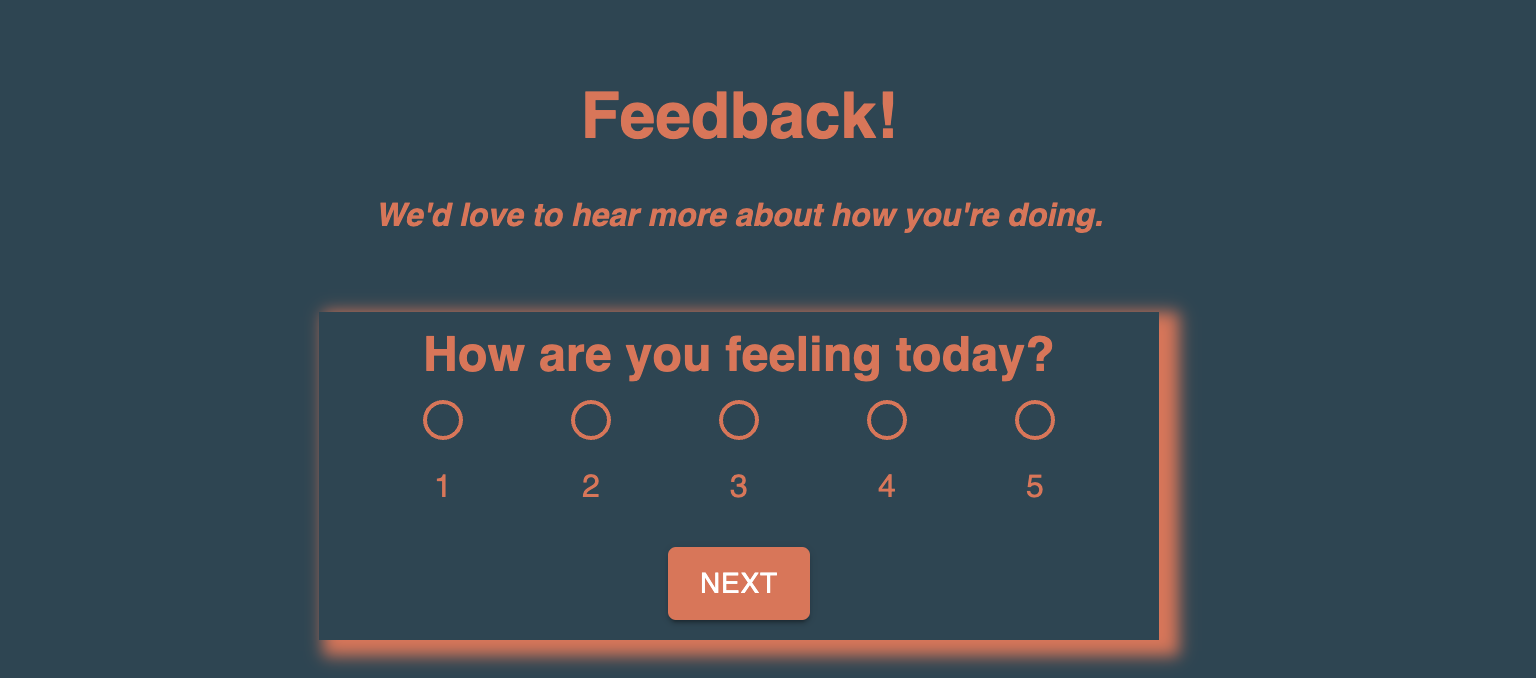 Feedback!
We'd love to hear more about how you're doing.
How are you feeling today?
1 2 3 4 5
NEXT